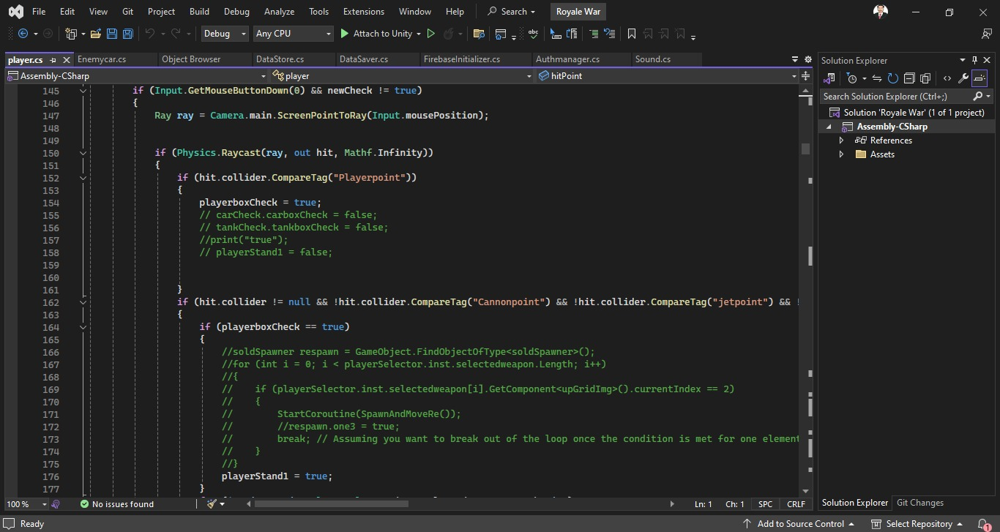 File Edit View Git Project Build Debug Analyze Tools Extensions Window Help Search Royale War
Debug Any CPU Attach to Unity
player.cs Enemycar.cs Object Browser DataStore.cs DataSaver.cs FirebaseInitializer.cs Authmanager.cs Sound.cs
Assembly-CSharp player hitPoint
145 if (Input.GetMouseButtonDown(0) && newCheck != true)
146 {
147 Ray ray = Camera.main.ScreenPointToRay(Input.mousePosition);
148
149
150 if (Physics.Raycast(ray, out hit, Mathf.Infinity))
151 {
152 if (hit.collider.CompareTag("Playerpoint"))
153 {
154 playerboxCheck = true;
155 // carCheck.carboxCheck = false;
156 // tankCheck.tankboxCheck = false;
157 //print("true");
158 // playerStand1 = false;
159
160
161 }
162 if (hit.collider != null && !hit.collider.CompareTag("Cannonpoint") && !hit.collider.CompareTag("jetpoint") && !
163 {
164 if (playerboxCheck == true)
165 {
166 //soldSpawner respawn = GameObject.FindObjectOfType<soldSpawner>();
167 //for (int i = 0; i < playerSelector.inst.selectedweapon.Length; i++)
168 //{
169 // if (playerSelector.inst.selectedweapon[i].GetComponent<upGridImg>().currentIndex == 2)
170 // {
171 // StartCoroutine(SpawnAndMoveRe());
172 // //respawn.one3 = true;
173 // break; // Assuming you want to break out of the loop once the condition is met for one element
174 // }
175 //}
176 playerStand1 = true;
177 }
100 % No issues found Ln: 1 Ch: 1 SPC CRLF
Solution Explorer
Search Solution Explorer (Ctrl+;)
Solution 'Royale War' (1 of 1 project)
Assembly-CSharp
References
Assets
Solution Explorer Git Changes
Ready Add to Source Control Select Repository 1